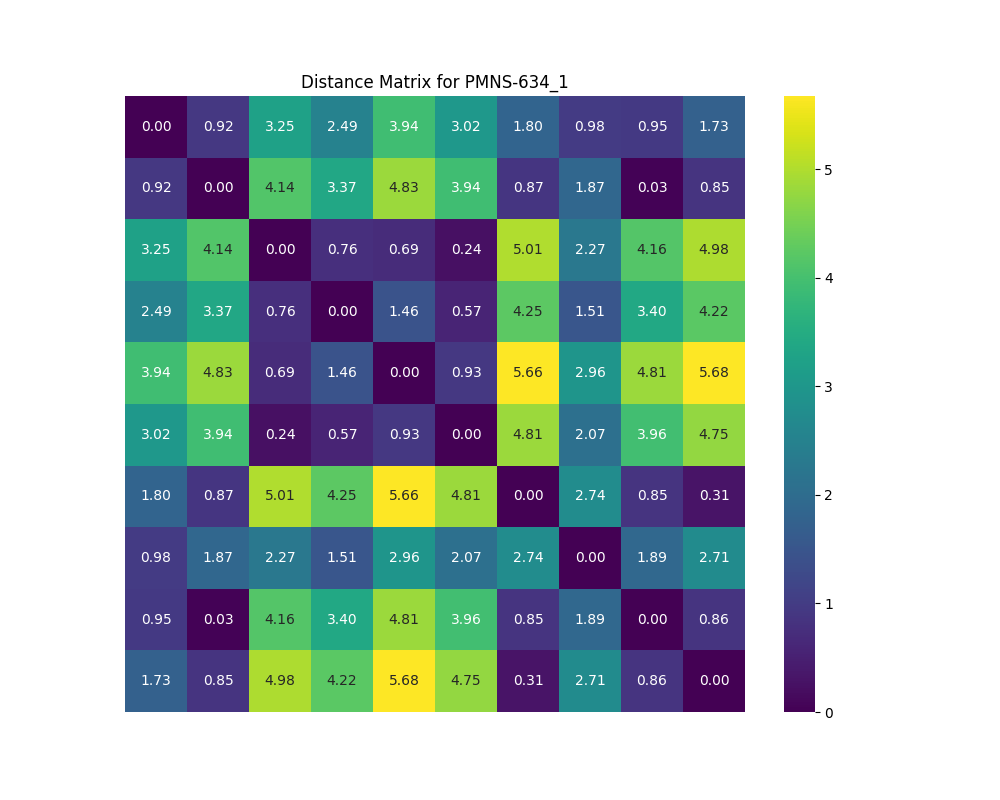 Distance Matrix for PMNS-634_1
0.00 0.92 3.25 2.49 3.94 3.02 1.80 0.98 0.95 1.73
0.92 0.00 4.14 3.37 4.83 3.94 0.87 1.87 0.03 0.85
3.25 4.14 0.00 0.76 0.69 0.24 5.01 2.27 4.16 4.98
2.49 3.37 0.76 0.00 1.46 0.57 4.25 1.51 3.40 4.22
3.94 4.83 0.69 1.46 0.00 0.93 5.66 2.96 4.81 5.68
3.02 3.94 0.24 0.57 0.93 0.00 4.81 2.07 3.96 4.75
1.80 0.87 5.01 4.25 5.66 4.81 0.00 2.74 0.85 0.31
0.98 1.87 2.27 1.51 2.96 2.07 2.74 0.00 1.89 2.71
0.95 0.03 4.16 3.40 4.81 3.96 0.85 1.89 0.00 0.86
1.73 0.85 4.98 4.22 5.68 4.75 0.31 2.71 0.86 0.00
5
4
3
2
1
0